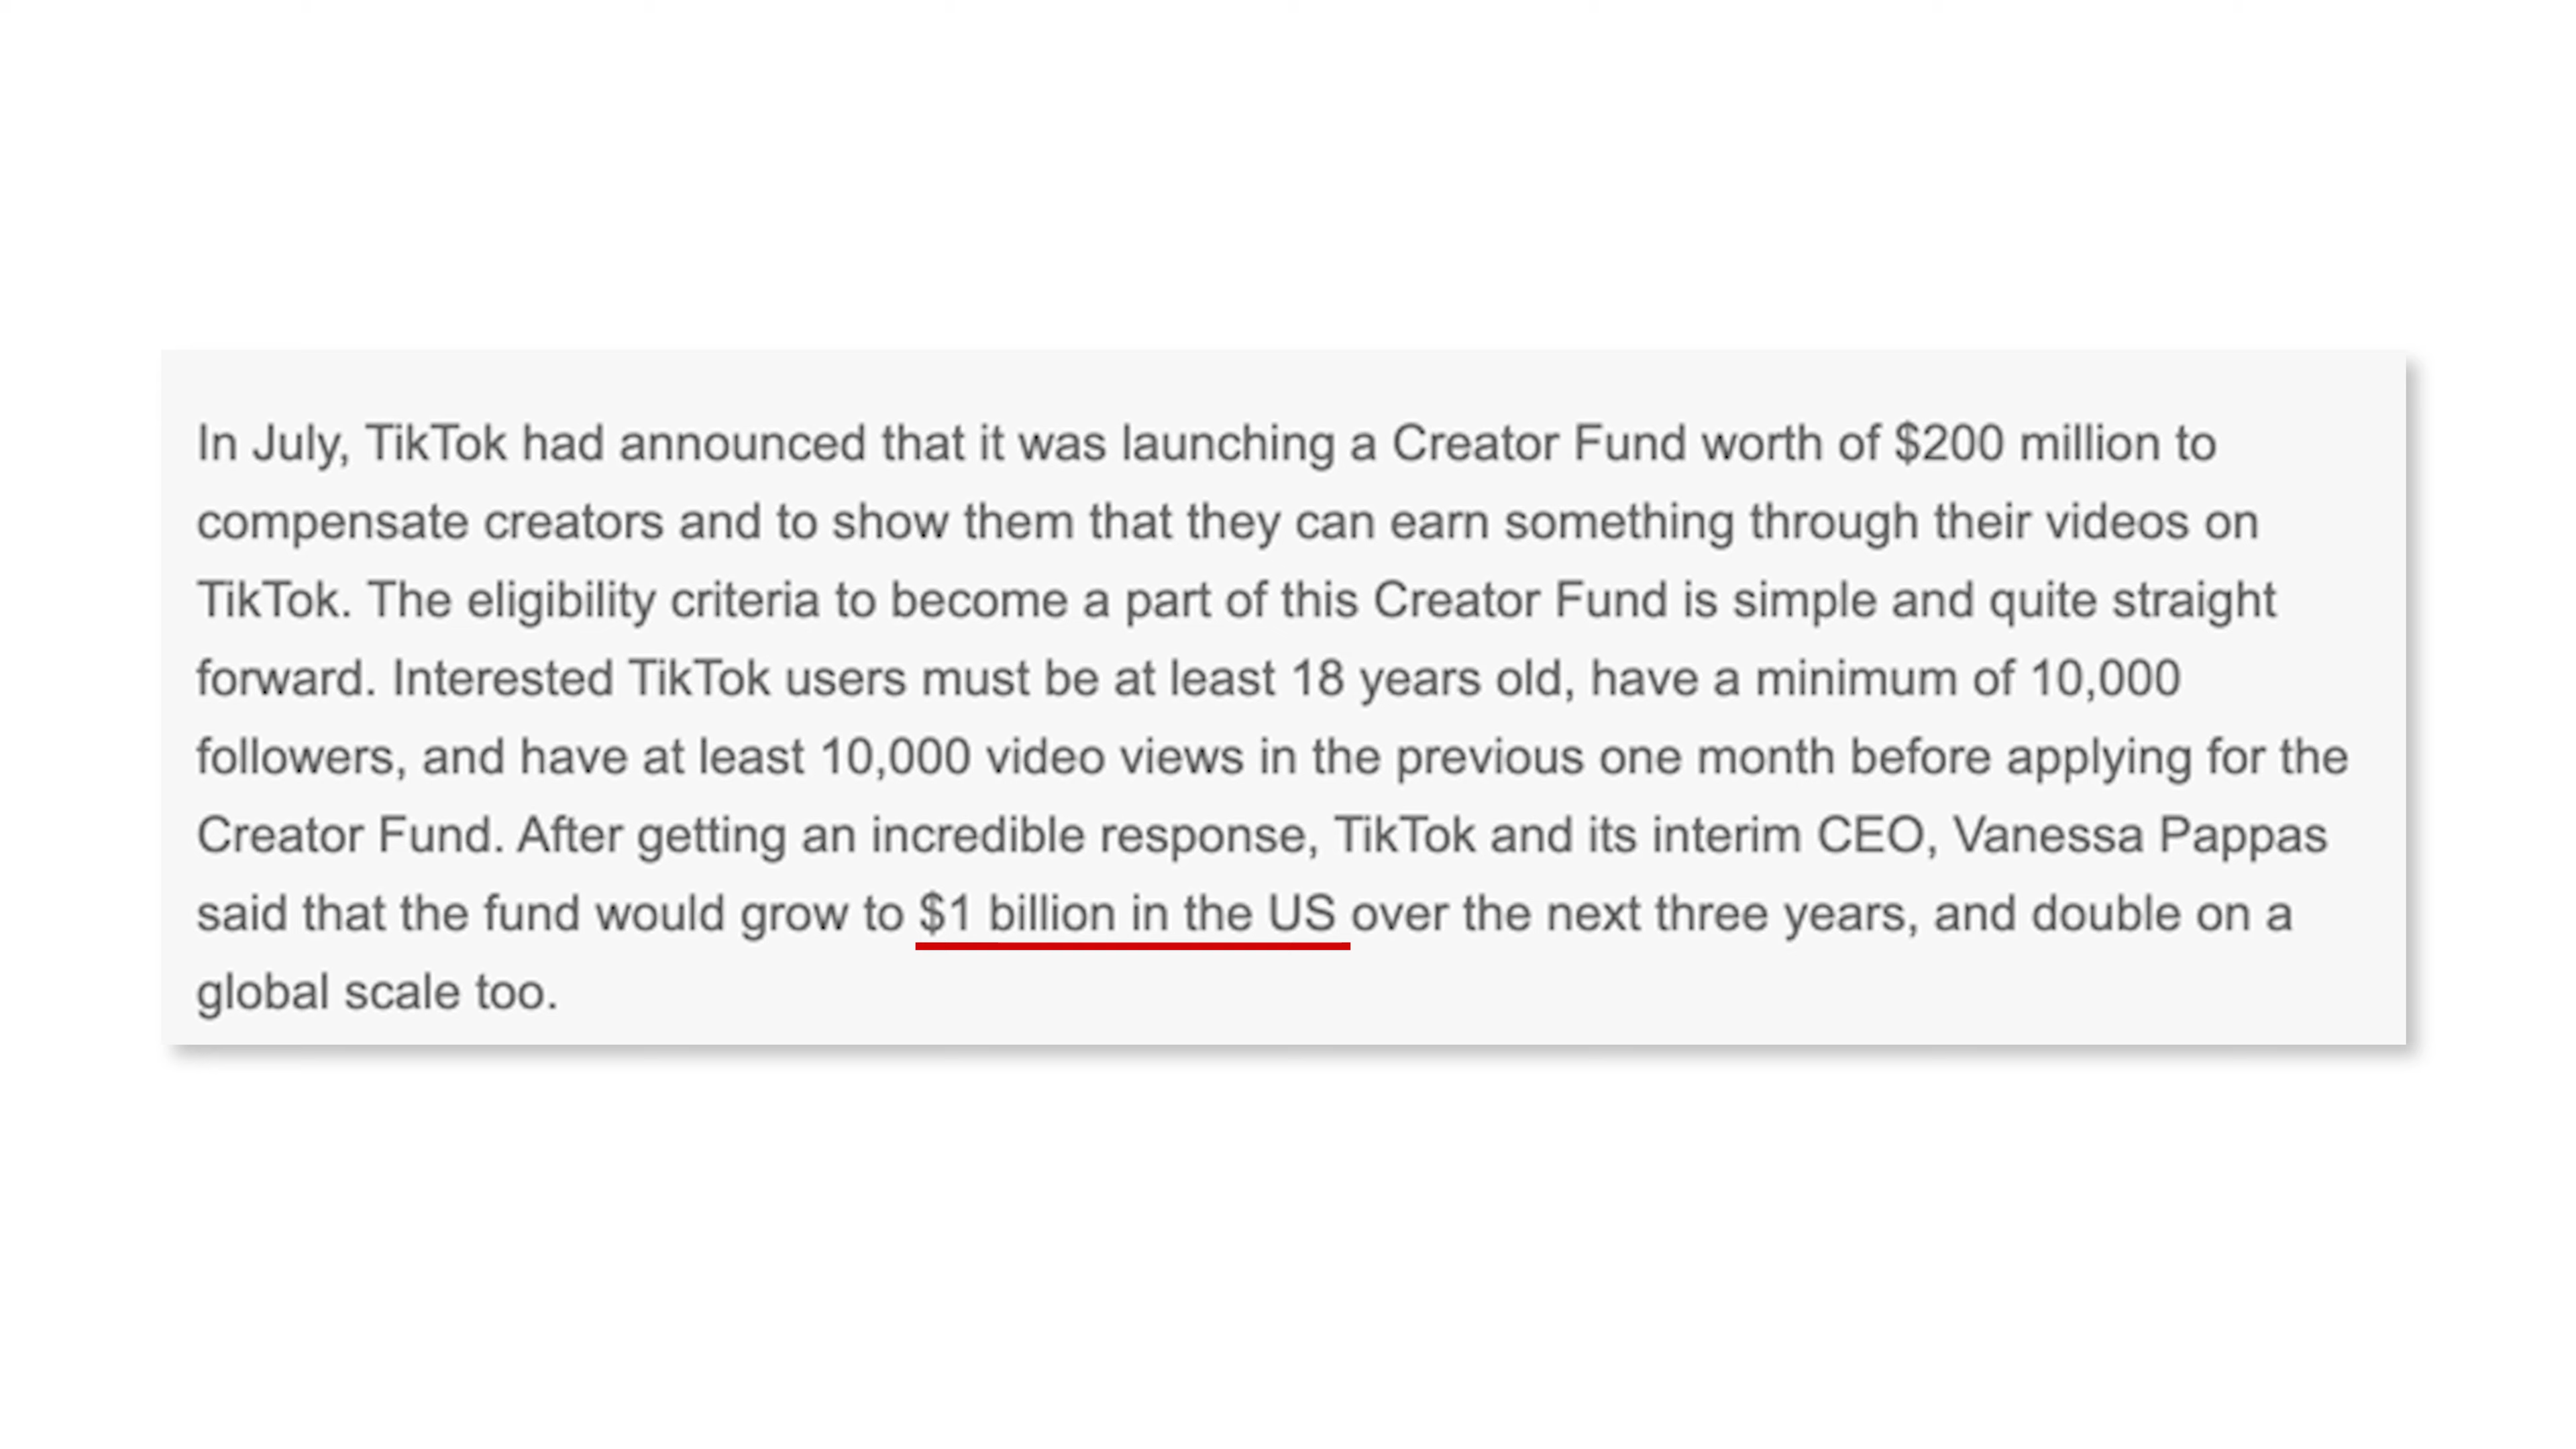 In July, TikTok had announced that it was launching a Creator Fund worth of $200 million to
compensate creators and to show them that they can earn something through their videos on
TikTok. The eligibility criteria to become a part of this Creator Fund is simple and quite straight
forward. Interested TikTok users must be at least 18 years old, have a minimum of 10,000
followers, and have at least 10,000 video views in the previous one month before applying for the
Creator Fund. After getting an incredible response, TikTok and its interim CEO, Vanessa Pappas
said that the fund would grow to $1 billion in the US over the next three years, and double on a
global scale too.